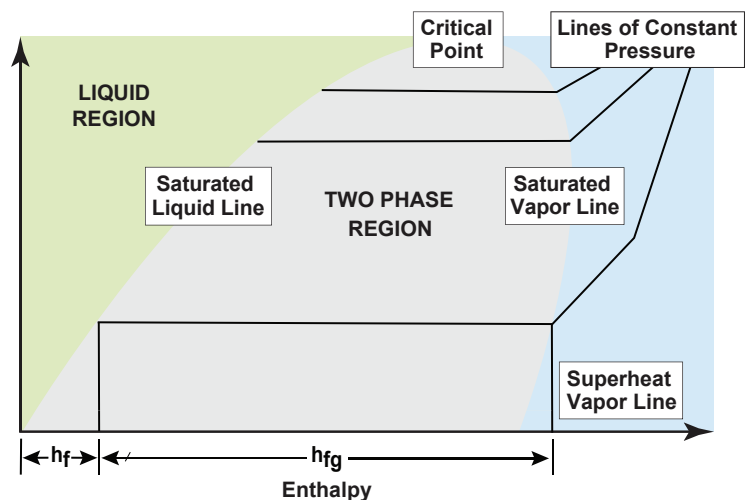 Critical
Point
Lines of Constant
Pressure
LIQUID
REGION
Saturated
Liquid Line
TWO PHASE
REGION
Saturated
Vapor Line
Superheat
Vapor Line
hf
hfg
Enthalpy